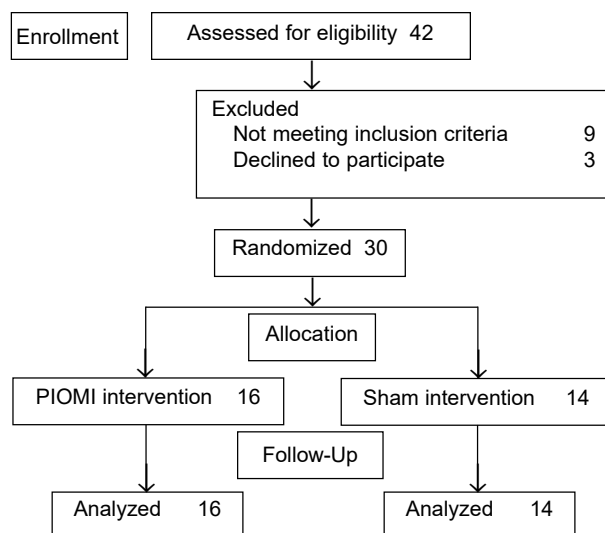 Enrollment
Assessed for eligibility 42
Excluded
Not meeting inclusion criteria 9
Declined to participate 3
Randomized 30
Allocation
PIOMI intervention 16
Sham intervention 14
Follow-Up
Analyzed 16
Analyzed 14